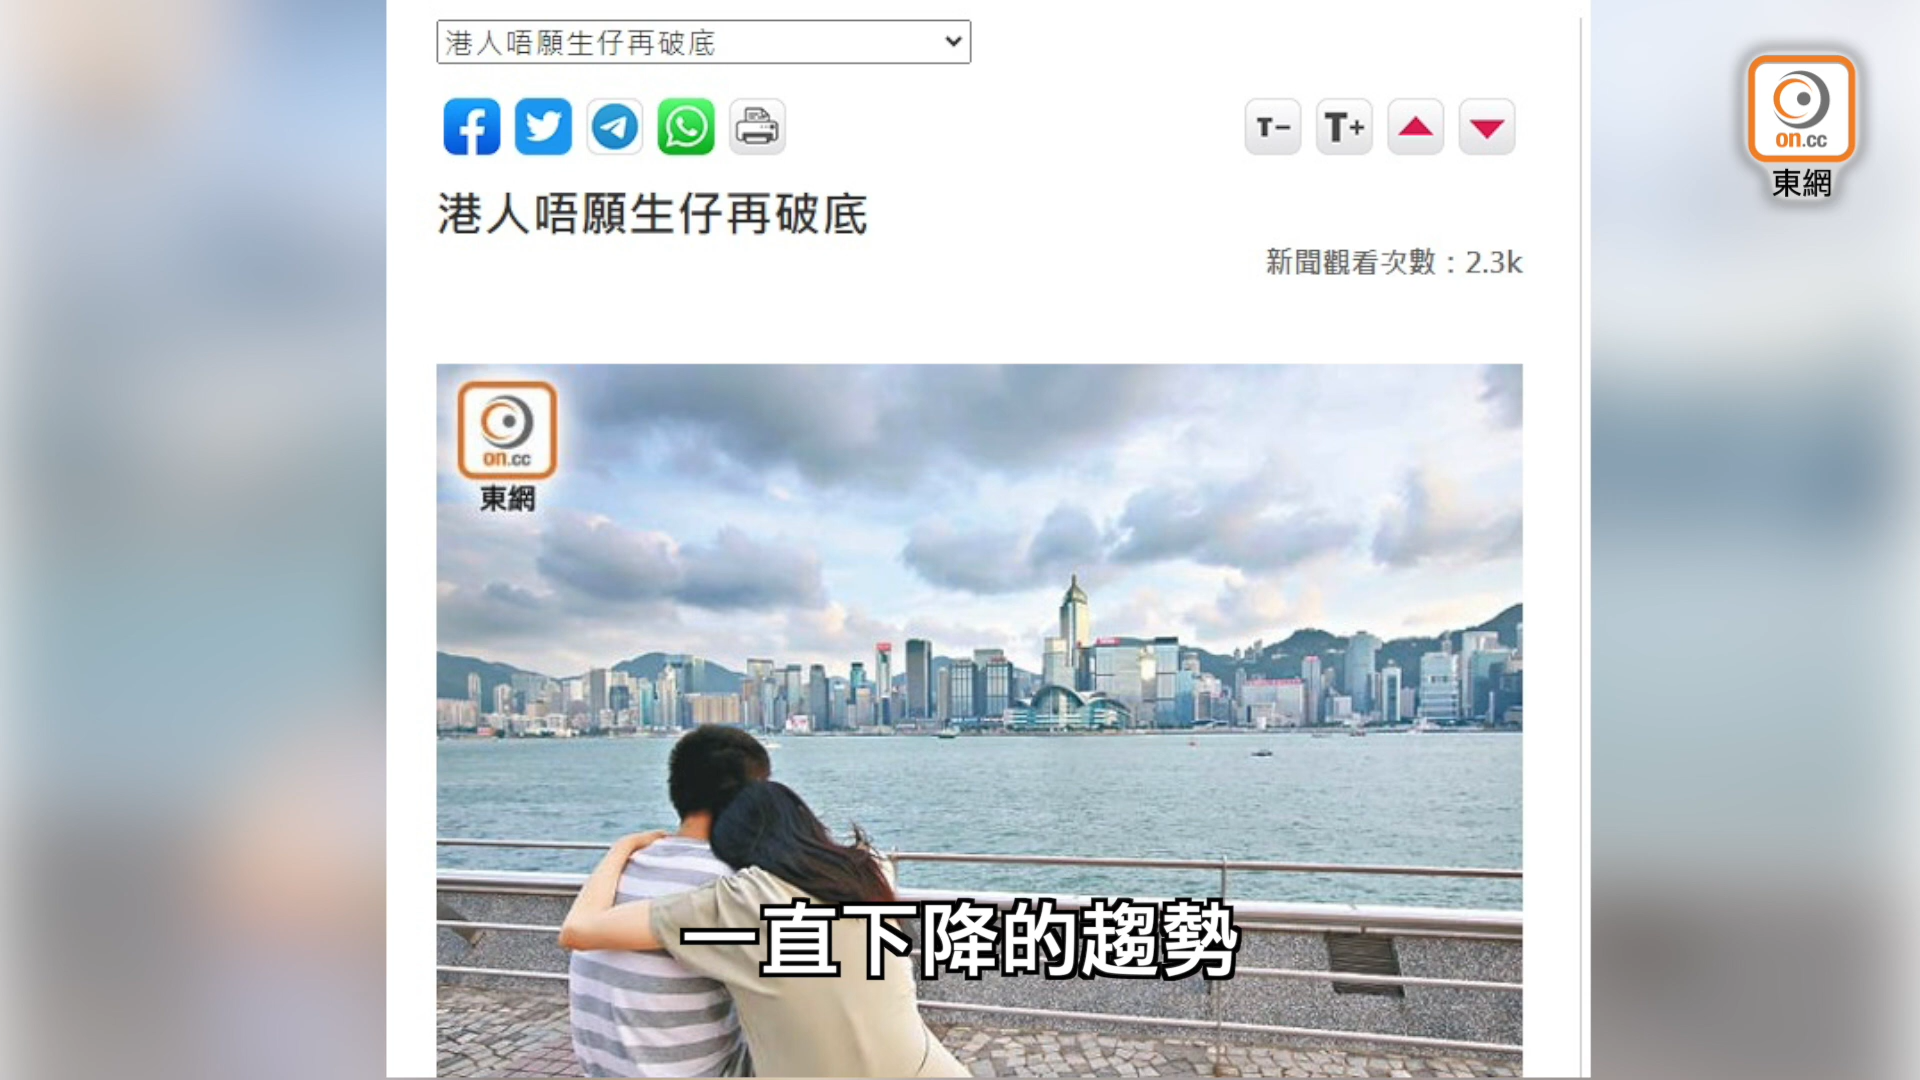 港人唔願生仔再破底
on.cc
東網
T−
T+
港人唔願生仔再破底
新聞觀看次數：2.3k
on.cc
東網
一直下降的趨勢